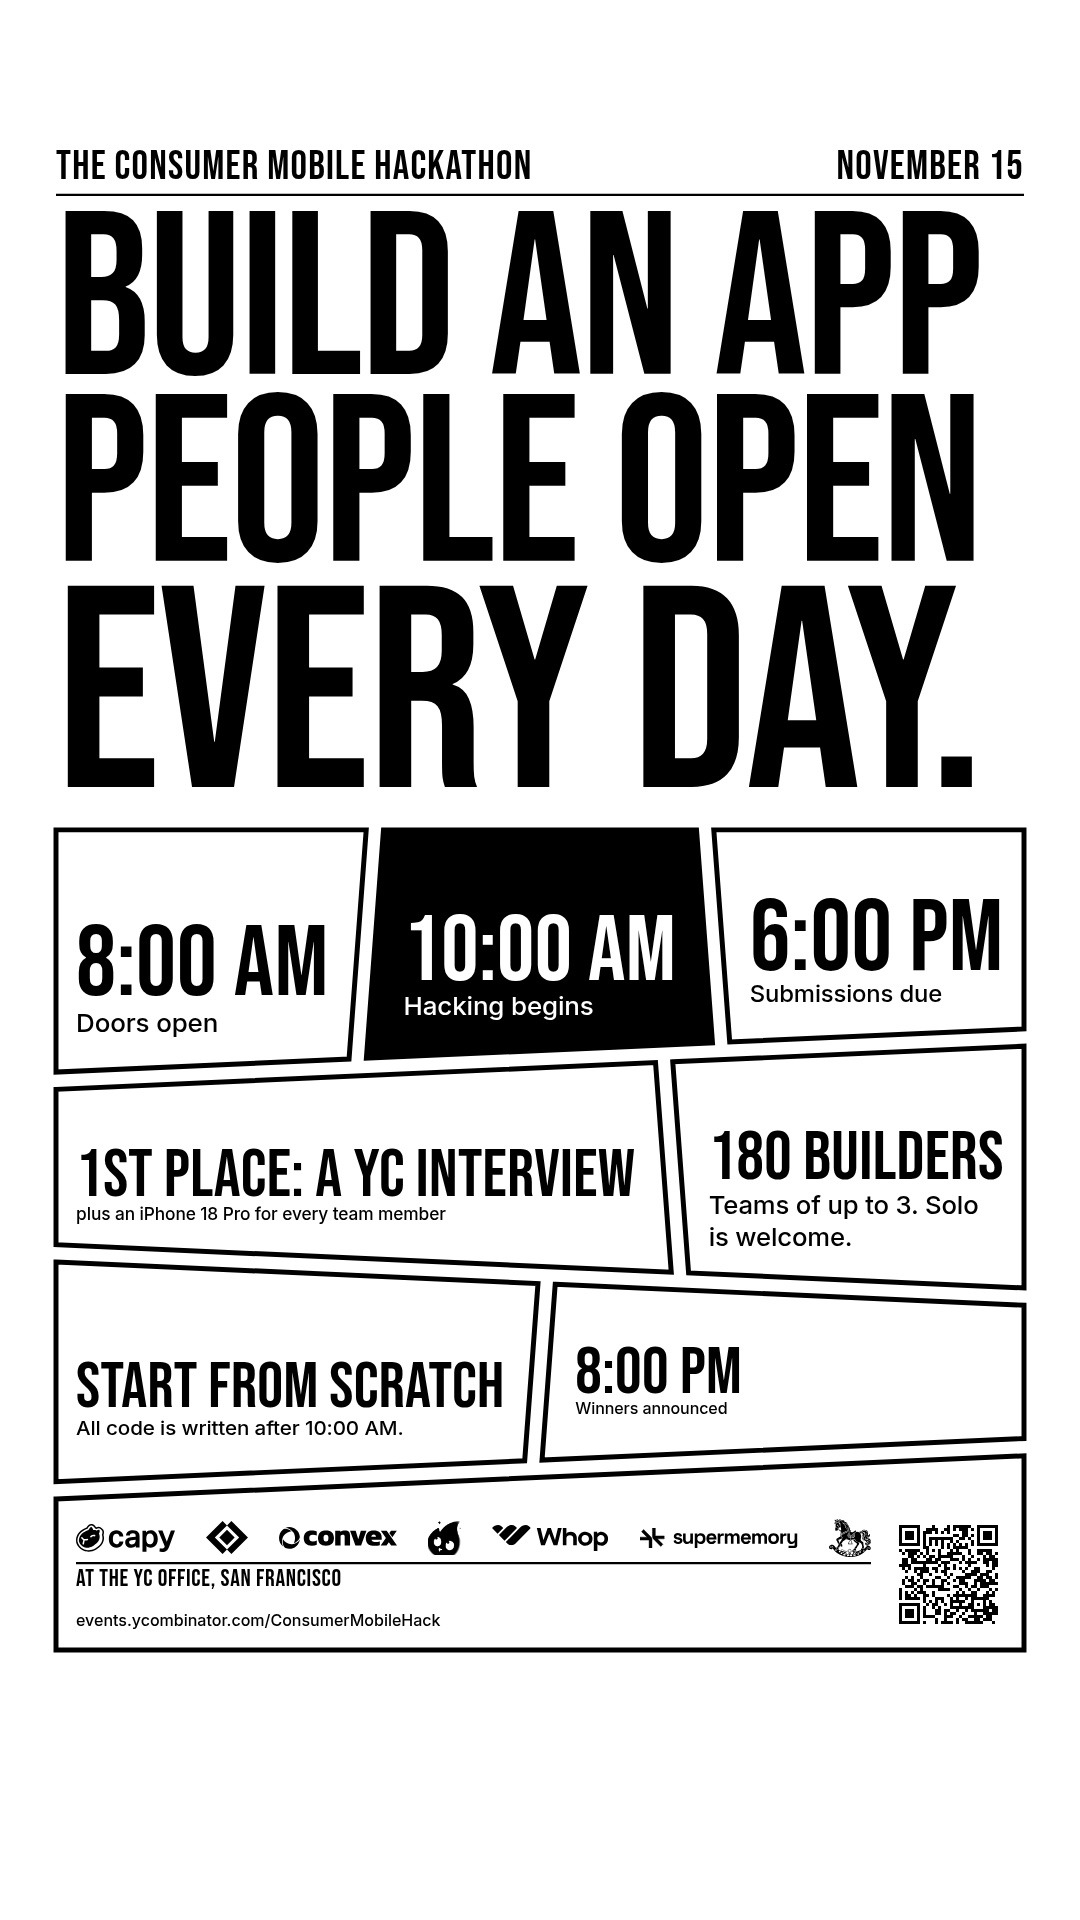 THE CONSUMER MOBILE HACKATHON
NOVEMBER 15
BUILD AN APP
PEOPLE OPEN
EVERY DAY.
8:00 AM
Doors open
10:00 AM
Hacking begins
6:00 PM
Submissions due
1ST PLACE: A YC INTERVIEW
plus an iPhone 18 Pro for every team member
180 BUILDERS
Teams of up to 3. Solo
is welcome.
START FROM SCRATCH
All code is written after 10:00 AM.
8:00 PM
Winners announced
capy convex Whop supermemory
AT THE YC OFFICE, SAN FRANCISCO
events.ycombinator.com/ConsumerMobileHack